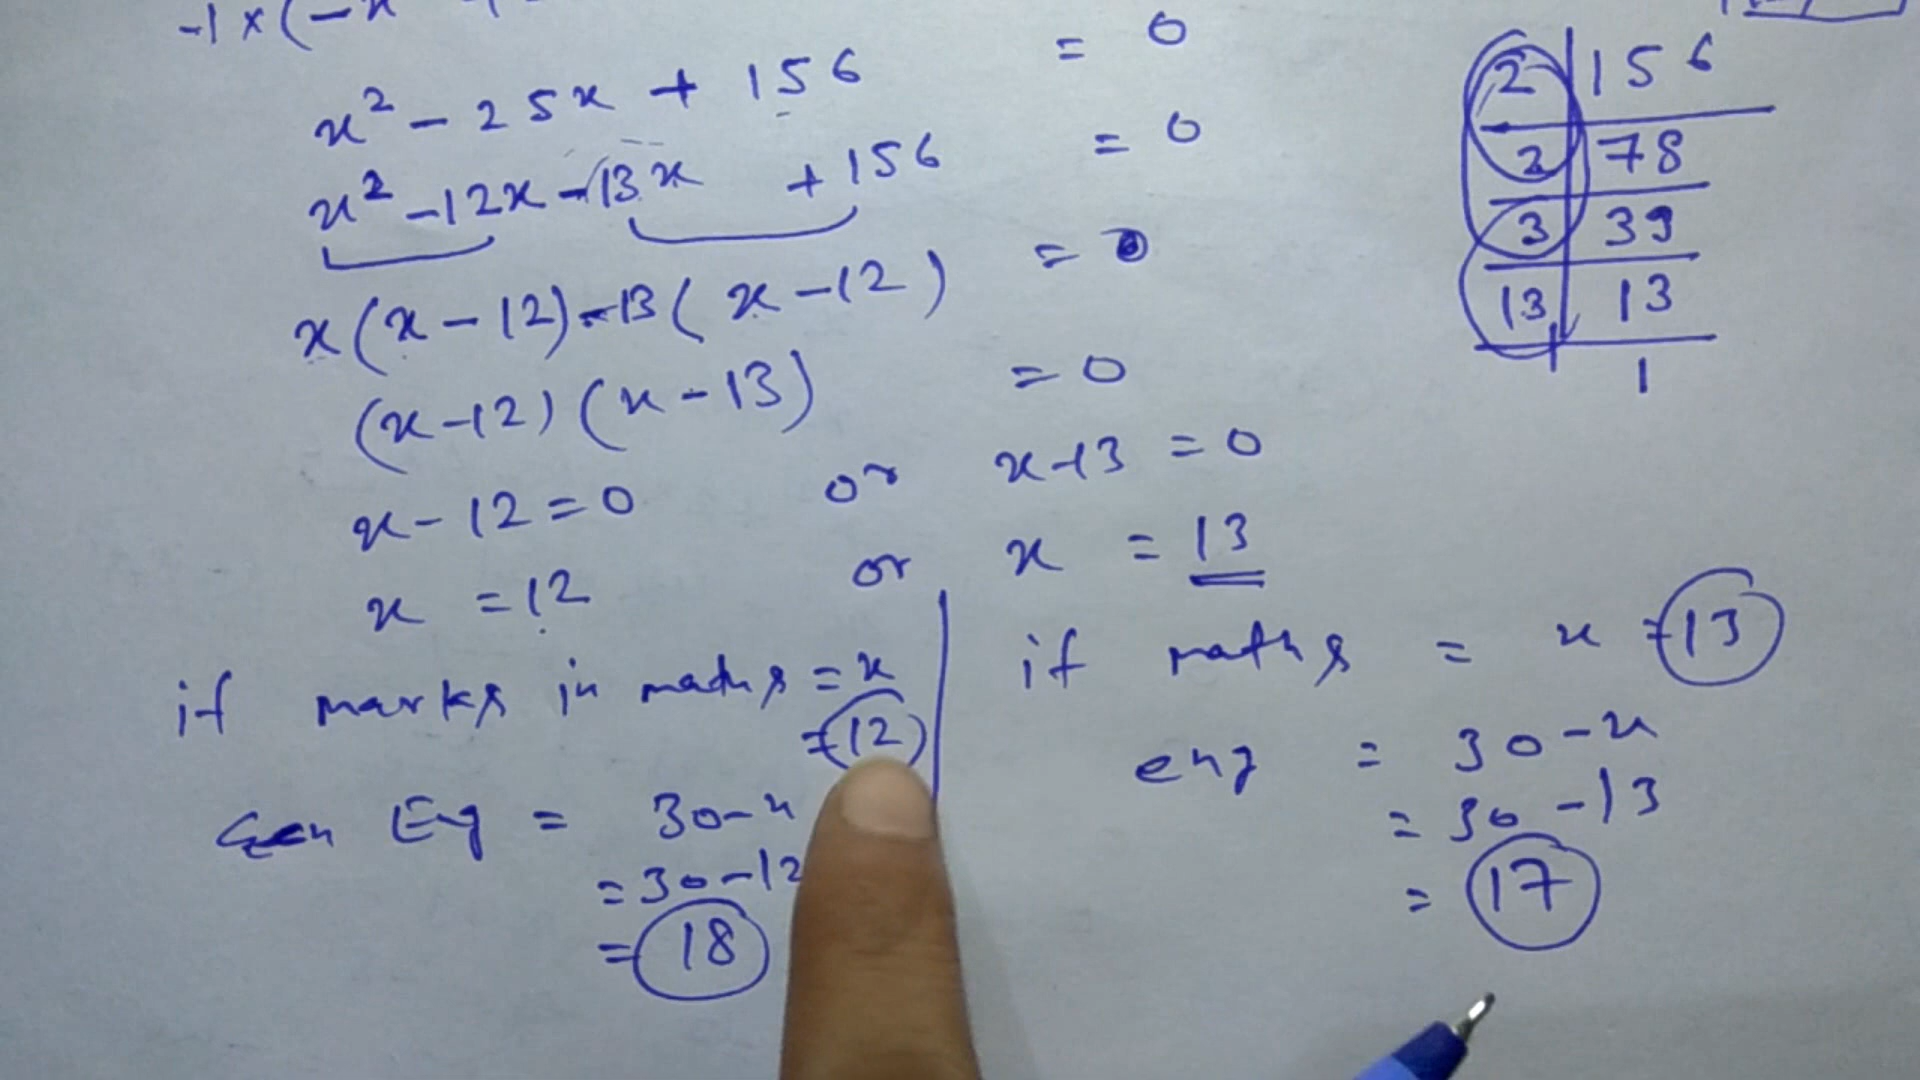 -1 × (-x
x² - 25x + 156 = 0
x² - 12x - 13x + 156 = 0
x(x - 12) - 13(x - 12) = 0
(x - 12)(x - 13) = 0
x - 12 = 0 or x - 13 = 0
x = 12 or x = 13
if marks in maths = x
= 12
Eng = 30 - x
= 30 - 12
= 18
if maths = x = 13
eng = 30 - x
= 30 - 13
= 17
2 | 156
2 | 78
3 | 39
13 | 13
1